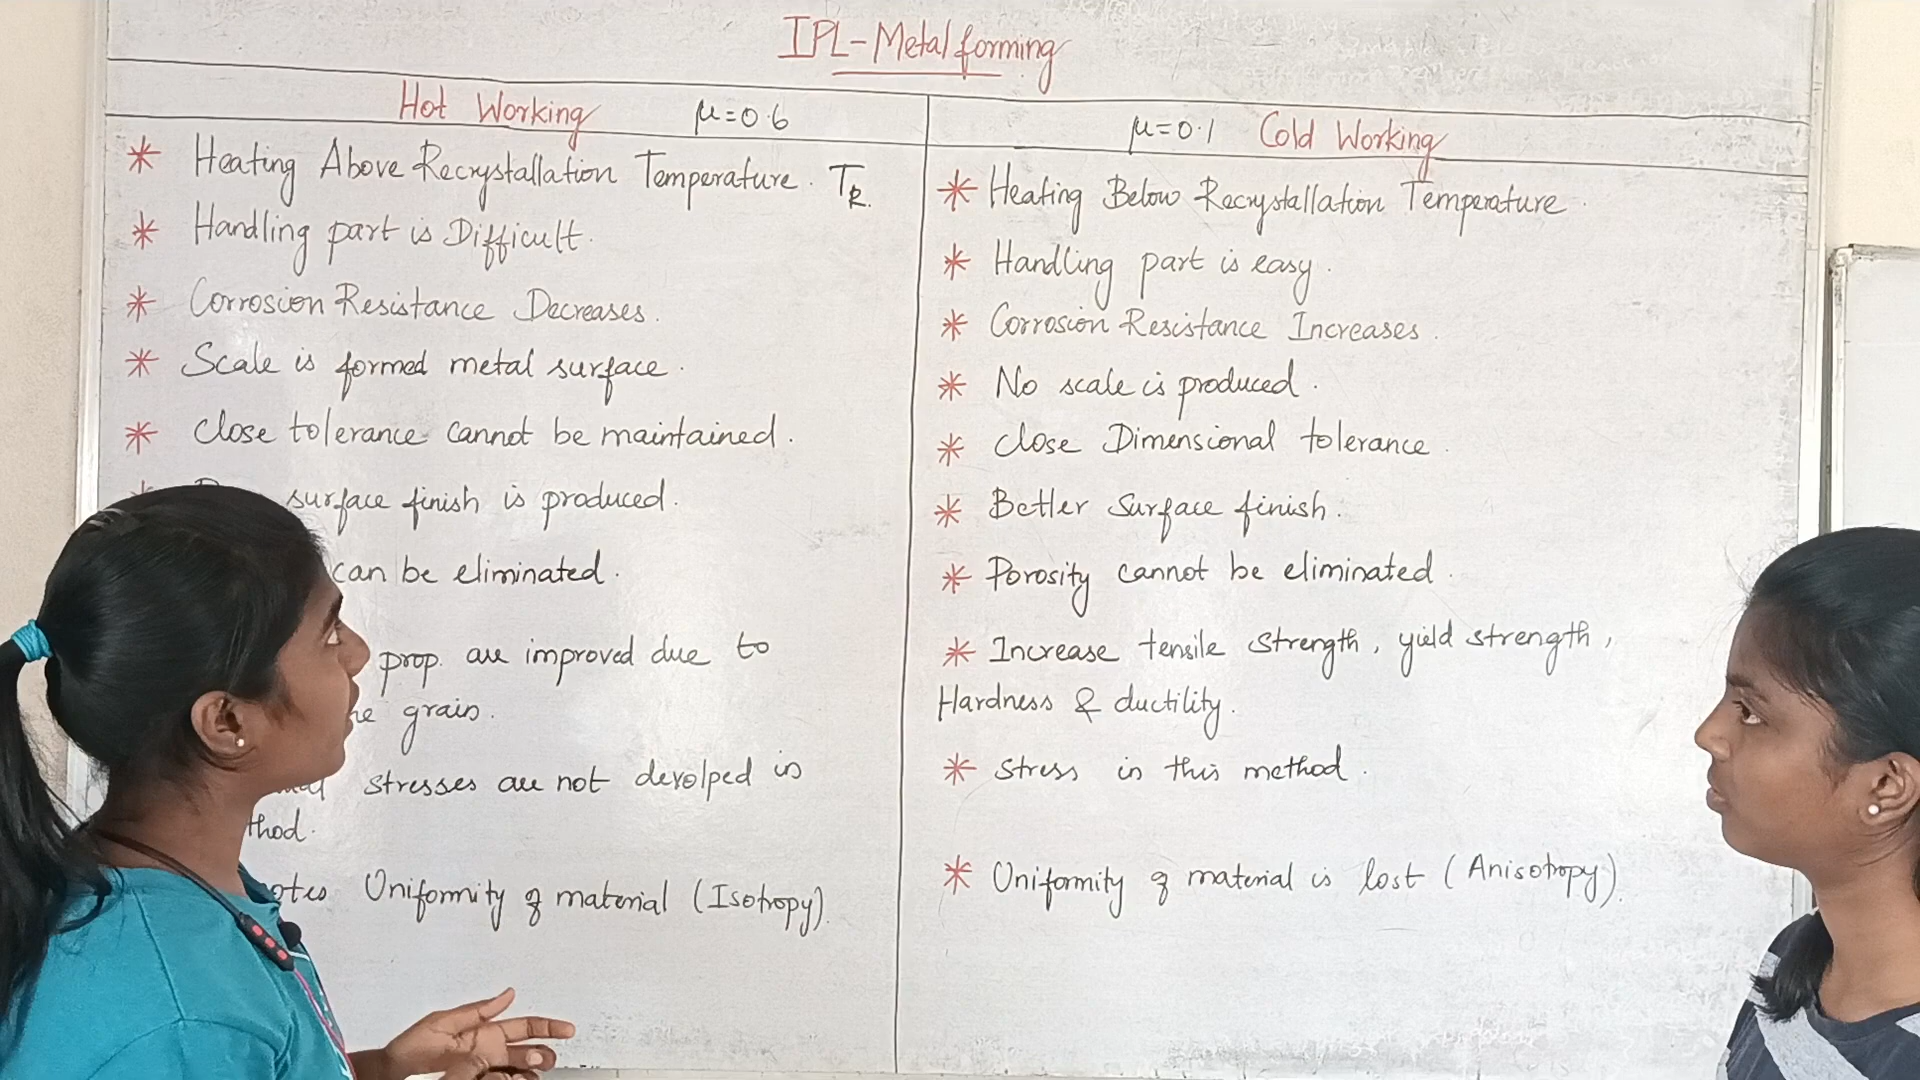 IPL-Metal forming
Hot Working μ=0.6
* Heating Above Recrystallation Temperature. TR.
* Handling part is Difficult.
* Corrosion Resistance Decreases.
* Scale is formed metal surface.
* Close tolerance cannot be maintained.
surface finish is produced.
can be eliminated.
prop. are improved due to
grain.
stresses are not devolped in
Uniformity of material (Isotropy).
μ=0.1 Cold Working
* Heating Below Recrystallation Temperature.
* Handling part is easy.
* Corrosion Resistance Increases.
* No scale is produced.
* Close Dimensional tolerance.
* Better Surface finish.
* Porosity cannot be eliminated.
* Increase tensile strength, yield strength,
Hardness & ductility.
* Stress in this method.
* Uniformity of material is lost (Anisotropy).